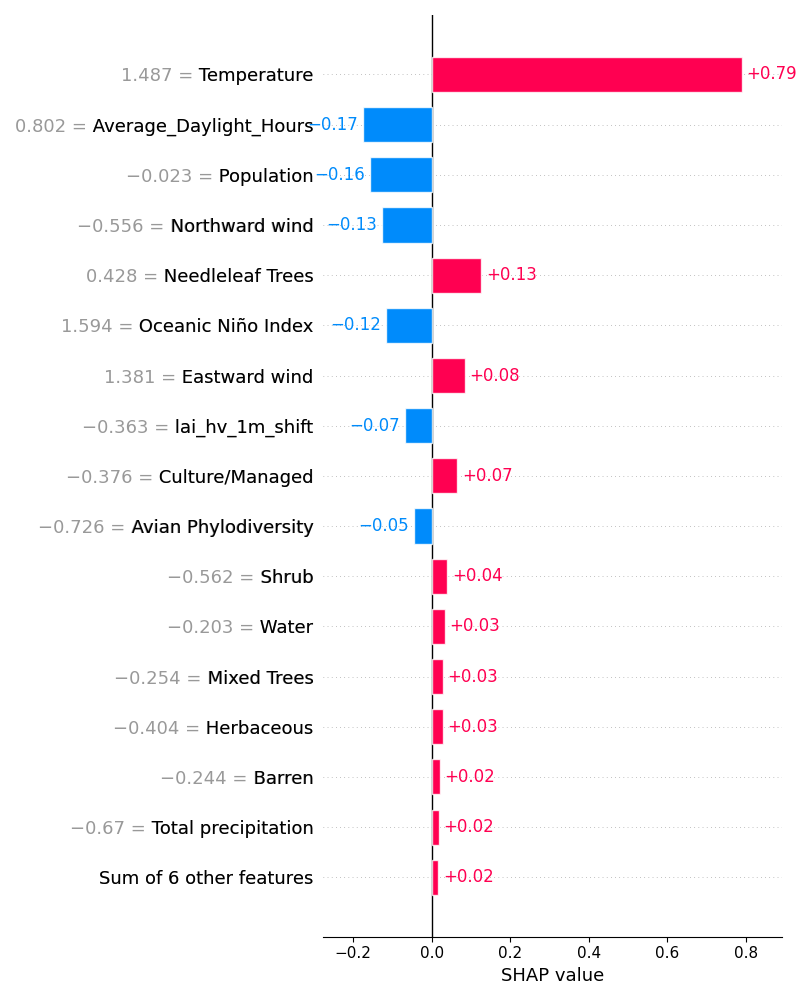 1.487 = Temperature +0.79
0.802 = Average_Daylight_Hours −0.17
−0.023 = Population −0.16
−0.556 = Northward wind −0.13
0.428 = Needleleaf Trees +0.13
1.594 = Oceanic Niño Index −0.12
1.381 = Eastward wind +0.08
−0.363 = lai_hv_1m_shift −0.07
−0.376 = Culture/Managed +0.07
−0.726 = Avian Phylodiversity −0.05
−0.562 = Shrub +0.04
−0.203 = Water +0.03
−0.254 = Mixed Trees +0.03
−0.404 = Herbaceous +0.03
−0.244 = Barren +0.02
−0.67 = Total precipitation +0.02
Sum of 6 other features +0.02
−0.2 0.0 0.2 0.4 0.6 0.8
SHAP value